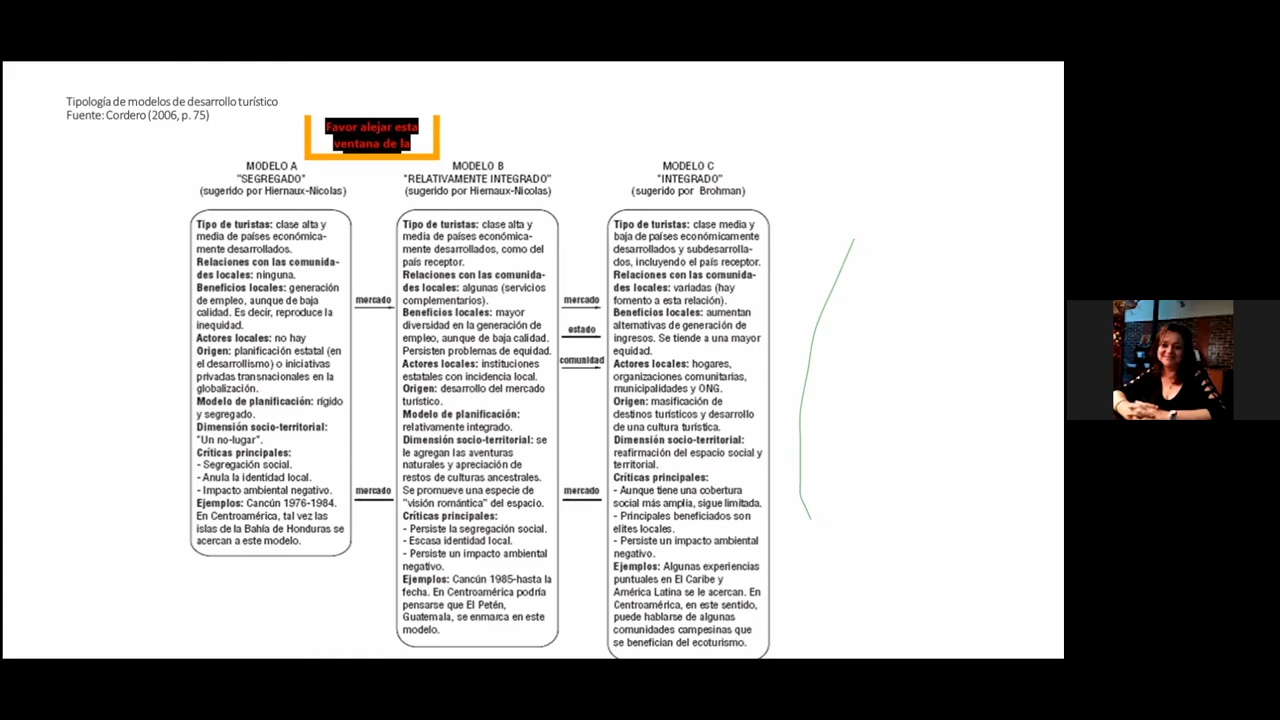 Tipología de modelos de desarrollo turístico
Fuente: Cordero (2006, p. 75)
Favor alejar esta
ventana de la
MODELO A
"SEGREGADO"
(sugerido por Hiernaux-Nicolas)
Tipo de turistas: clase alta y
media de países económica-
mente desarrollados.
Relaciones con las comunida-
des locales: ninguna.
Beneficios locales: generación
de empleo, aunque de baja
calidad. Es decir, reproduce la
inequidad.
Actores locales: no hay
Origen: planificación estatal (en
el desarrollismo) o iniciativas
privadas transnacionales en la
globalización.
Modelo de planificación: rígido
y segregado.
Dimensión socio-territorial:
"Un no-lugar".
Críticas principales:
- Segregación social.
- Anula la identidad local.
- Impacto ambiental negativo.
Ejemplos: Cancún 1976-1984.
En Centroamérica, tal vez las
islas de la Bahía de Honduras se
acercan a este modelo.
mercado
mercado
MODELO B
"RELATIVAMENTE INTEGRADO"
(sugerido por Hiernaux-Nicolas)
Tipo de turistas: clase alta y
media de países económica-
mente desarrollados, como del
país receptor.
Relaciones con las comunida-
des locales: algunas (servicios
complementarios).
Beneficios locales: mayor
diversidad en la generación de
empleo, aunque de baja calidad.
Persisten problemas de equidad.
Actores locales: instituciones
estatales con incidencia local.
Origen: desarrollo del mercado
turístico.
Modelo de planificación:
relativamente integrado.
Dimensión socio-territorial: se
le agregan las aventuras
naturales y apreciación de
restos de culturas ancestrales.
Se promueve una especie de
"visión romántica" del espacio.
Críticas principales:
- Persiste la segregación social.
- Escasa identidad local.
- Persiste un impacto ambiental
negativo.
Ejemplos: Cancún 1985-hasta la
fecha. En Centroamérica podría
pensarse que El Petén,
Guatemala, se enmarca en este
modelo.
mercado
estado
comunidad
mercado
MODELO C
"INTEGRADO"
(sugerido por Brohman)
Tipo de turistas: clase media y
baja de países económicamente
desarrollados y subdesarrolla-
dos, incluyendo el país receptor.
Relaciones con las comunida-
des locales: variadas (hay
fomento a esta relación).
Beneficios locales: aumentan
alternativas de generación de
ingresos. Se tiende a una mayor
equidad.
Actores locales: hogares,
organizaciones comunitarias,
municipalidades y ONG.
Origen: masificación de
destinos turísticos y desarrollo
de una cultura turística.
Dimensión socio-territorial:
reafirmación del espacio social y
territorial.
Críticas principales:
- Aunque tiene una cobertura
social más amplia, sigue limitada.
- Principales beneficiados son
elites locales.
- Persiste un impacto ambiental
negativo.
Ejemplos: Algunas experiencias
puntuales en El Caribe y
América Latina se le acercan. En
Centroamérica, en este sentido,
puede hablarse de algunas
comunidades campesinas que
se benefician del ecoturismo.